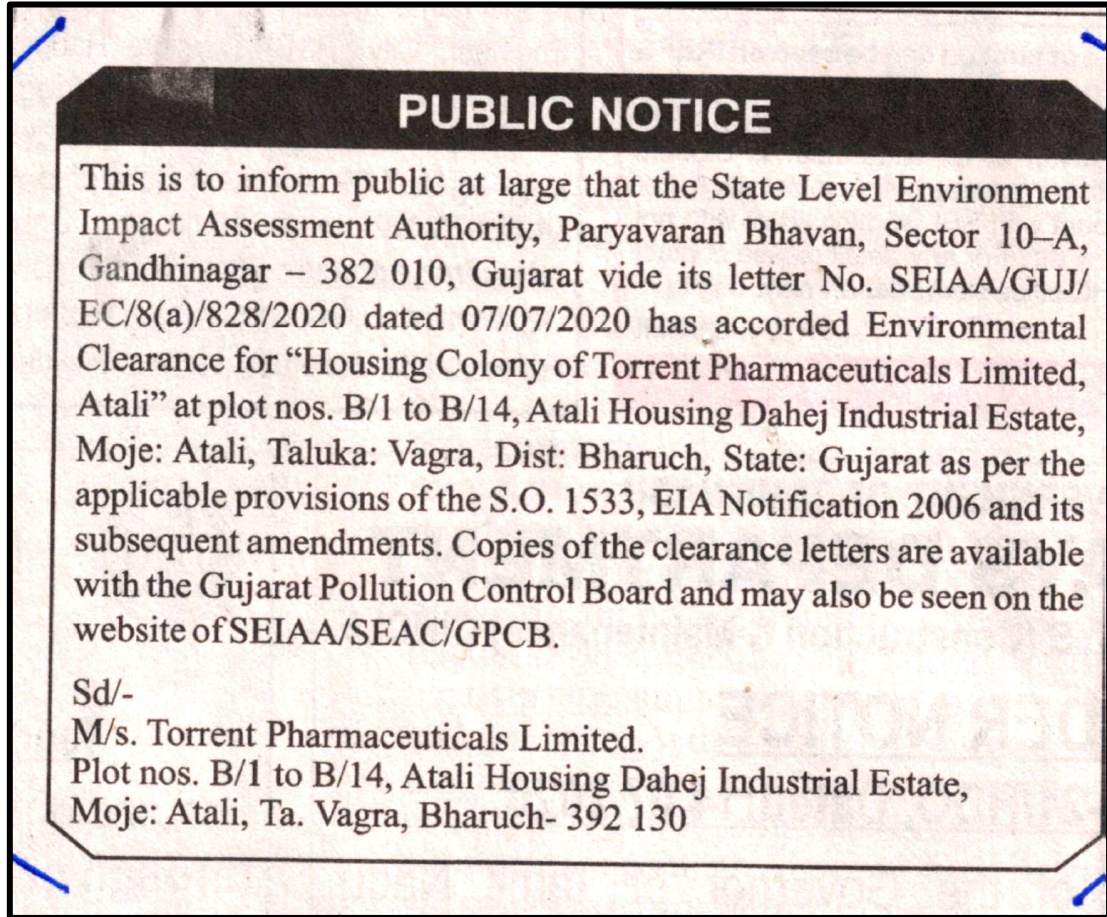 PUBLIC NOTICE
This is to inform public at large that the State Level Environment
Impact Assessment Authority, Paryavaran Bhavan, Sector 10–A,
Gandhinagar – 382 010, Gujarat vide its letter No. SEIAA/GUJ/
EC/8(a)/828/2020 dated 07/07/2020 has accorded Environmental
Clearance for “Housing Colony of Torrent Pharmaceuticals Limited,
Atali” at plot nos. B/1 to B/14, Atali Housing Dahej Industrial Estate,
Moje: Atali, Taluka: Vagra, Dist: Bharuch, State: Gujarat as per the
applicable provisions of the S.O. 1533, EIA Notification 2006 and its
subsequent amendments. Copies of the clearance letters are available
with the Gujarat Pollution Control Board and may also be seen on the
website of SEIAA/SEAC/GPCB.
Sd/-
M/s. Torrent Pharmaceuticals Limited.
Plot nos. B/1 to B/14, Atali Housing Dahej Industrial Estate,
Moje: Atali, Ta. Vagra, Bharuch- 392 130